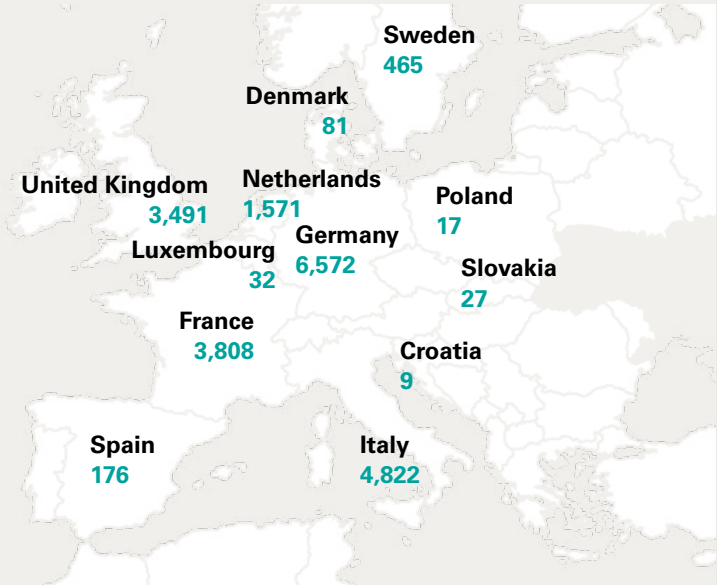 Sweden
465
Denmark
81
United Kingdom
3,491
Netherlands
1,571
Poland
17
Germany
6,572
Luxembourg
32
Slovakia
27
France
3,808
Croatia
9
Spain
176
Italy
4,822